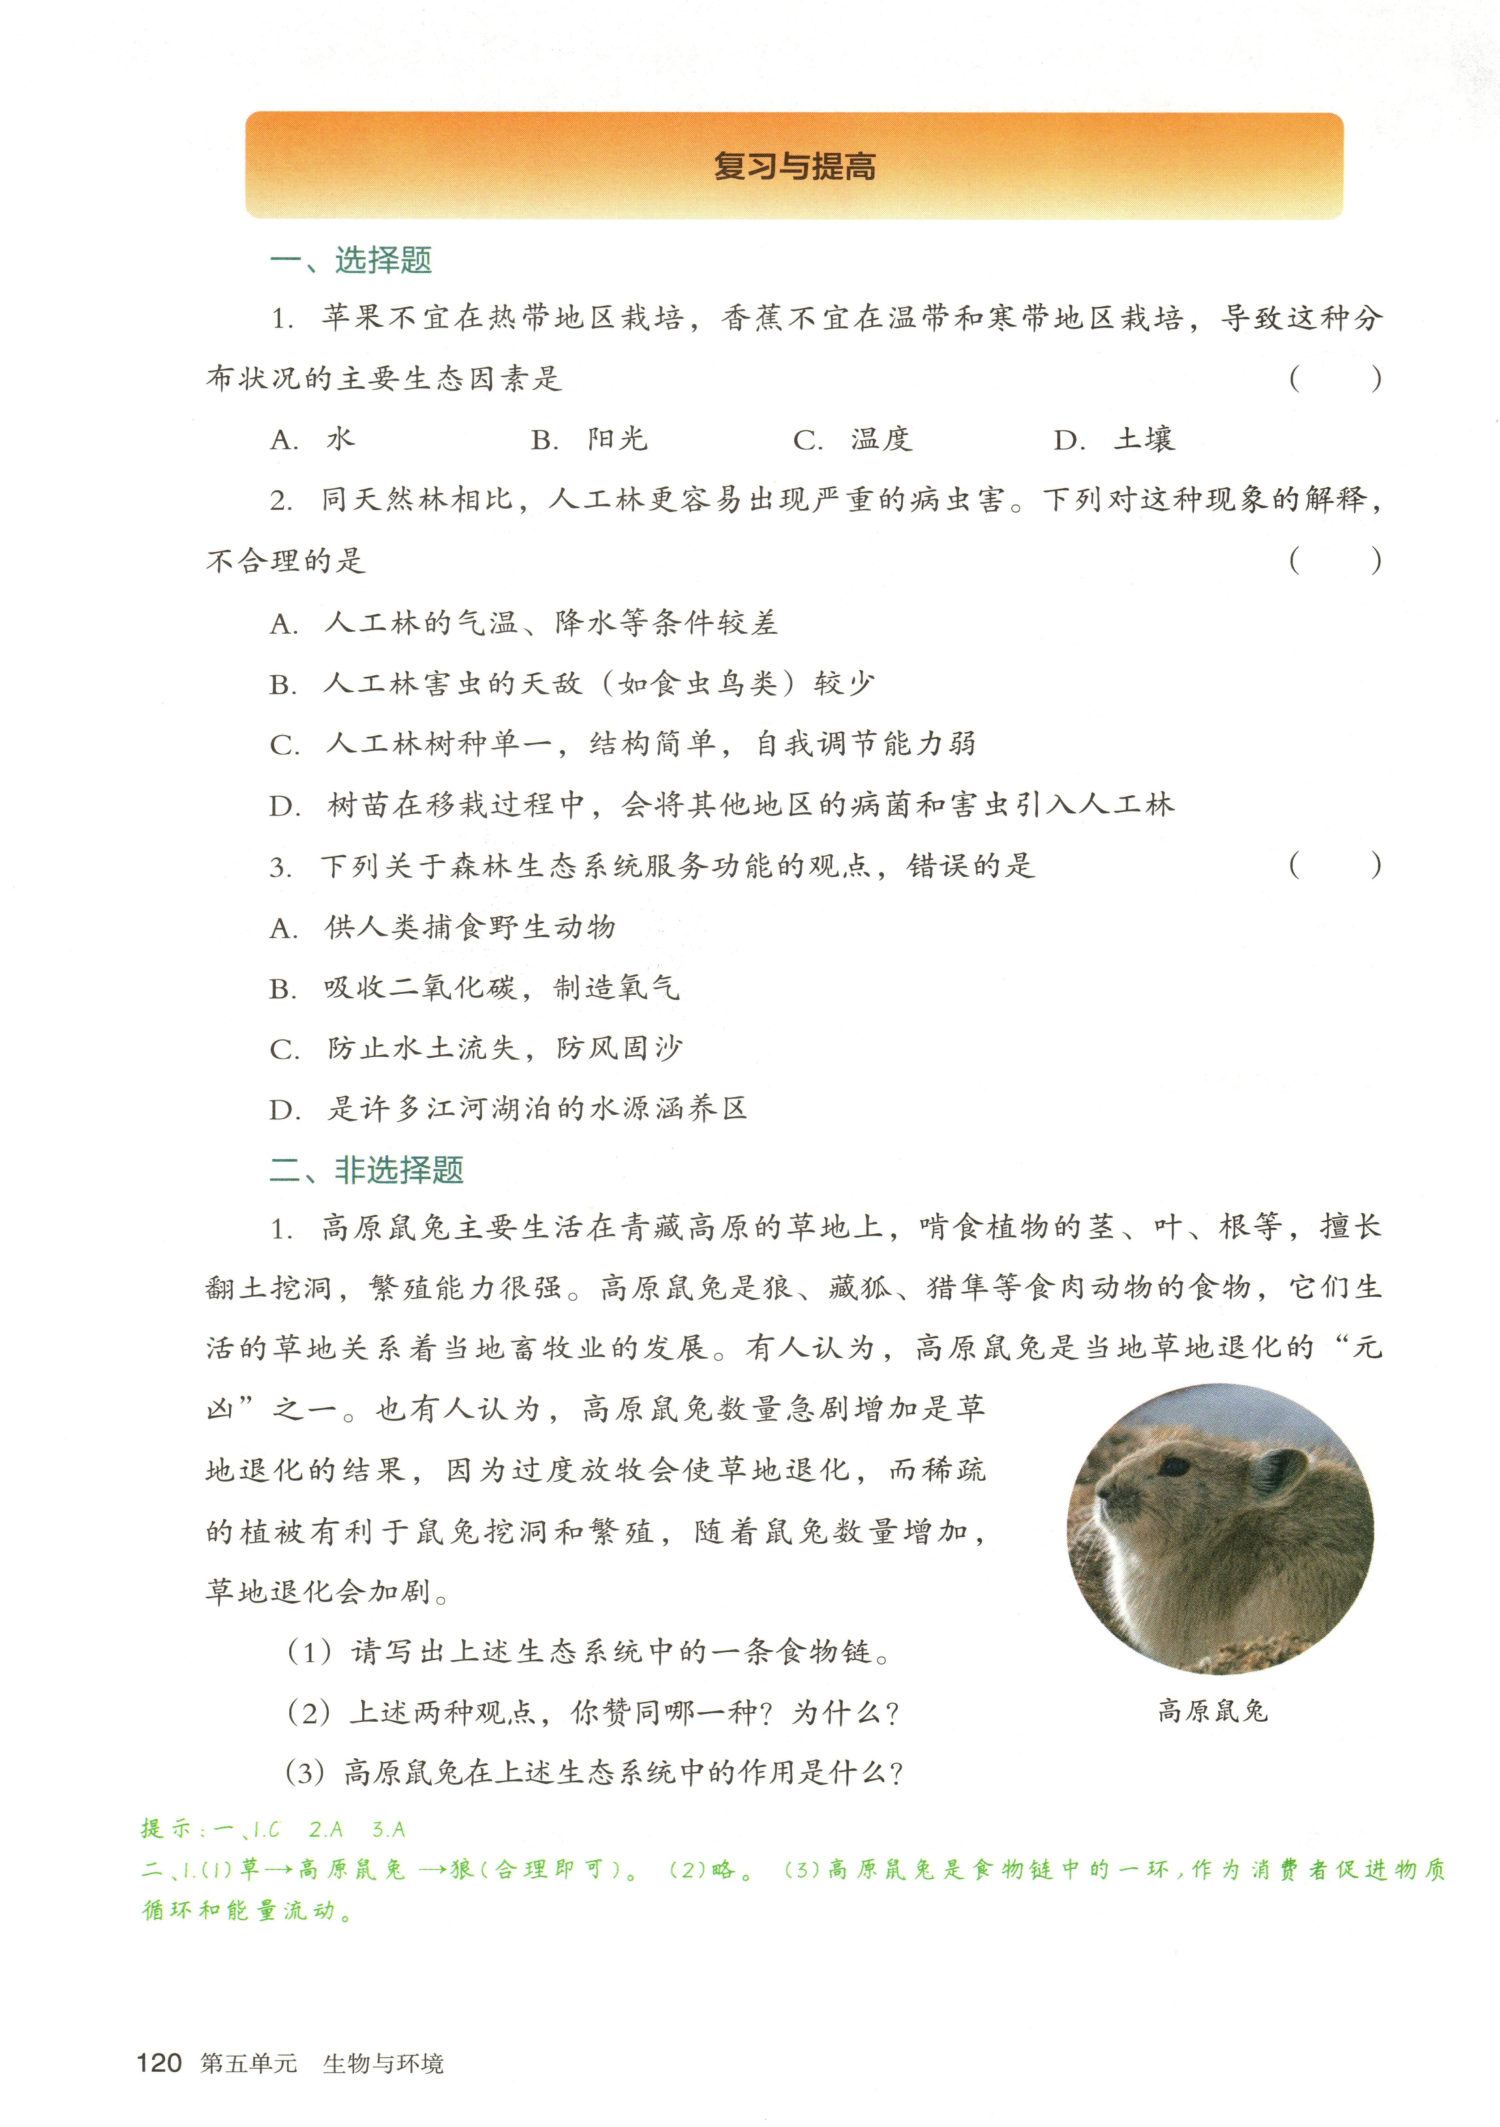 复习与提高
一、选择题
1. 苹果不宜在热带地区栽培，香蕉不宜在温带和寒带地区栽培，导致这种分
布状况的主要生态因素是 （ ）
A. 水 B. 阳光 C. 温度 D. 土壤
2. 同天然林相比，人工林更容易出现严重的病虫害。下列对这种现象的解释，
不合理的是 （ ）
A. 人工林的气温、降水等条件较差
B. 人工林害虫的天敌（如食虫鸟类）较少
C. 人工林树种单一，结构简单，自我调节能力弱
D. 树苗在移栽过程中，会将其他地区的病菌和害虫引入人工林
3. 下列关于森林生态系统服务功能的观点，错误的是 （ ）
A. 供人类捕食野生动物
B. 吸收二氧化碳，制造氧气
C. 防止水土流失，防风固沙
D. 是许多江河湖泊的水源涵养区
二、非选择题
1. 高原鼠兔主要生活在青藏高原的草地上，啃食植物的茎、叶、根等，擅长
翻土挖洞，繁殖能力很强。高原鼠兔是狼、藏狐、猎隼等食肉动物的食物，它们生
活的草地关系着当地畜牧业的发展。有人认为，高原鼠兔是当地草地退化的“元
凶”之一。也有人认为，高原鼠兔数量急剧增加是草
地退化的结果，因为过度放牧会使草地退化，而稀疏
的植被有利于鼠兔挖洞和繁殖，随着鼠兔数量增加，
草地退化会加剧。
（1）请写出上述生态系统中的一条食物链。
（2）上述两种观点，你赞同哪一种？为什么？
（3）高原鼠兔在上述生态系统中的作用是什么？
高原鼠兔
提示：一、1.C 2.A 3.A
二、1.(1)草→高原鼠兔→狼(合理即可)。 (2)略。 (3)高原鼠兔是食物链中的一环,作为消费者促进物质
循环和能量流动。
120 第五单元 生物与环境